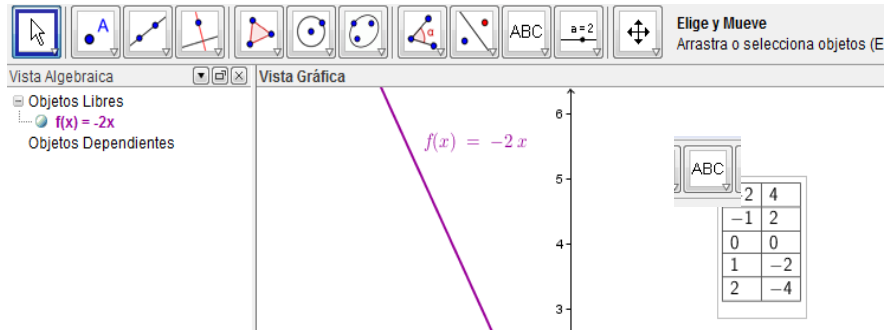 ABC
a=2
Elige y Mueve
Arrastra o selecciona objetos (E
Vista Algebraica
Vista Gráfica
Objetos Libres
f(x) = -2x
Objetos Dependientes
A
α
f(x) = −2 x
6
5
4
3
ABC
2 4
−1 2
0 0
1 −2
2 −4